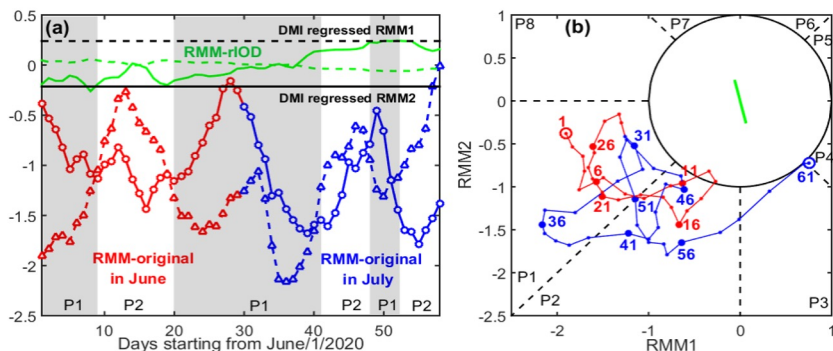 (a)
DMI regressed RMM1
RMM-rIOD
DMI regressed RMM2
RMM-original
in June
RMM-original
in July
P1
P2
P1
P2
P1
P2
0.5
0
-0.5
-1
-1.5
-2
-2.5
10
20
30
40
50
Days starting from June/1/2020
(b)
P8
P7
P6
P5
P4
P3
P2
P1
1
26
31
6
11
21
46
51
16
36
41
56
61
RMM2
1
0.5
0
-0.5
-1
-1.5
-2
-2.5
-2
-1
0
1
RMM1